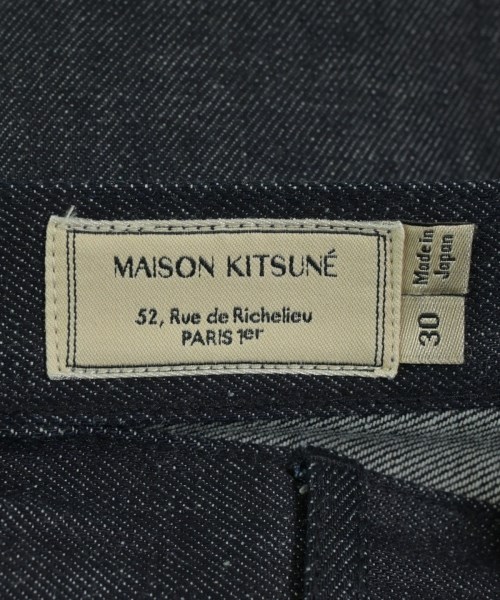 MAISON KITSUNÉ
52, Rue de Richelieu
PARIS 1er
Made in
Japan
30